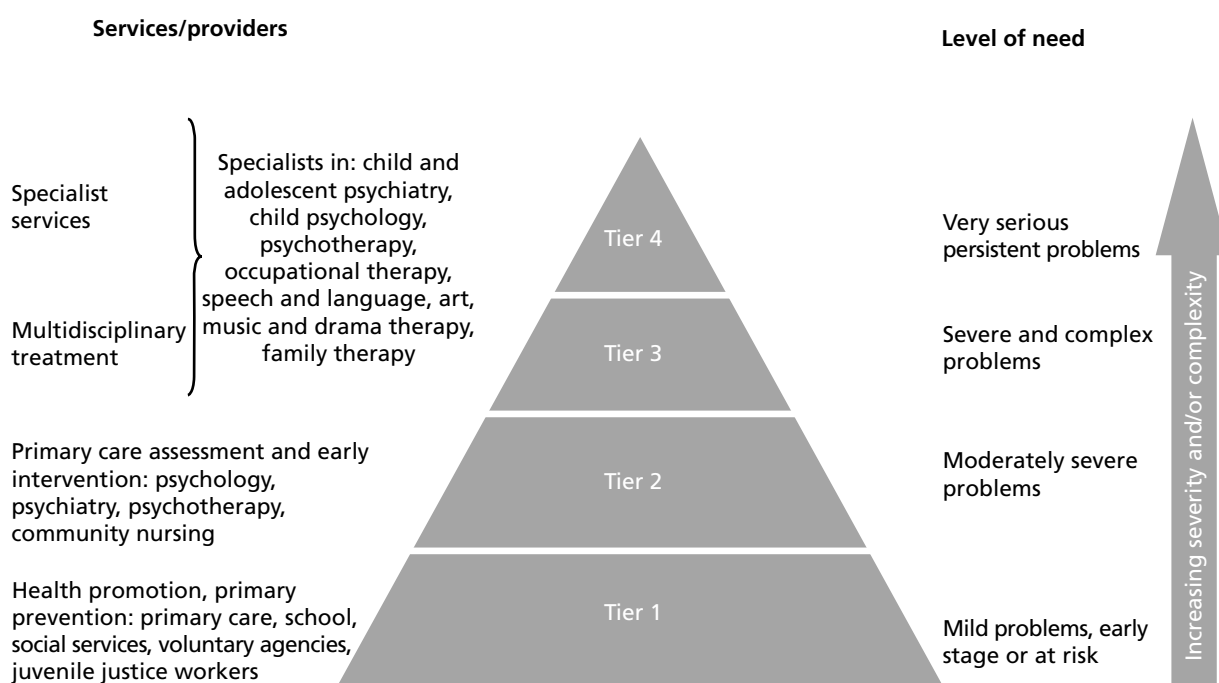 Services/providers
Level of need
Specialist
services
Multidisciplinary
treatment
Specialists in: child and
adolescent psychiatry,
child psychology,
psychotherapy,
occupational therapy,
speech and language, art,
music and drama therapy,
family therapy
Tier 4
Very serious
persistent problems
Tier 3
Severe and complex
problems
Primary care assessment and early
intervention: psychology,
psychiatry, psychotherapy,
community nursing
Tier 2
Moderately severe
problems
Health promotion, primary
prevention: primary care, school,
social services, voluntary agencies,
juvenile justice workers
Tier 1
Mild problems, early
stage or at risk
Increasing severity and/or complexity